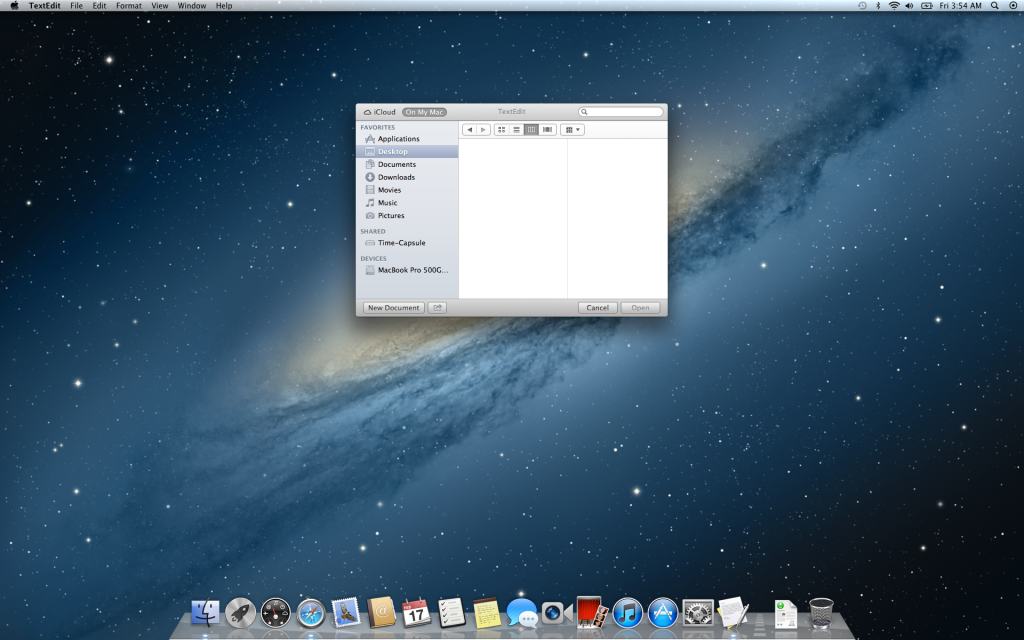 TextEdit File Edit Format View Window Help Fri 3:54 AM
iCloud On My Mac TextEdit
FAVORITES
Applications
Desktop
Documents
Downloads
Movies
Music
Pictures
SHARED
Time-Capsule
DEVICES
MacBook Pro 500G...
New Document Cancel Open
17